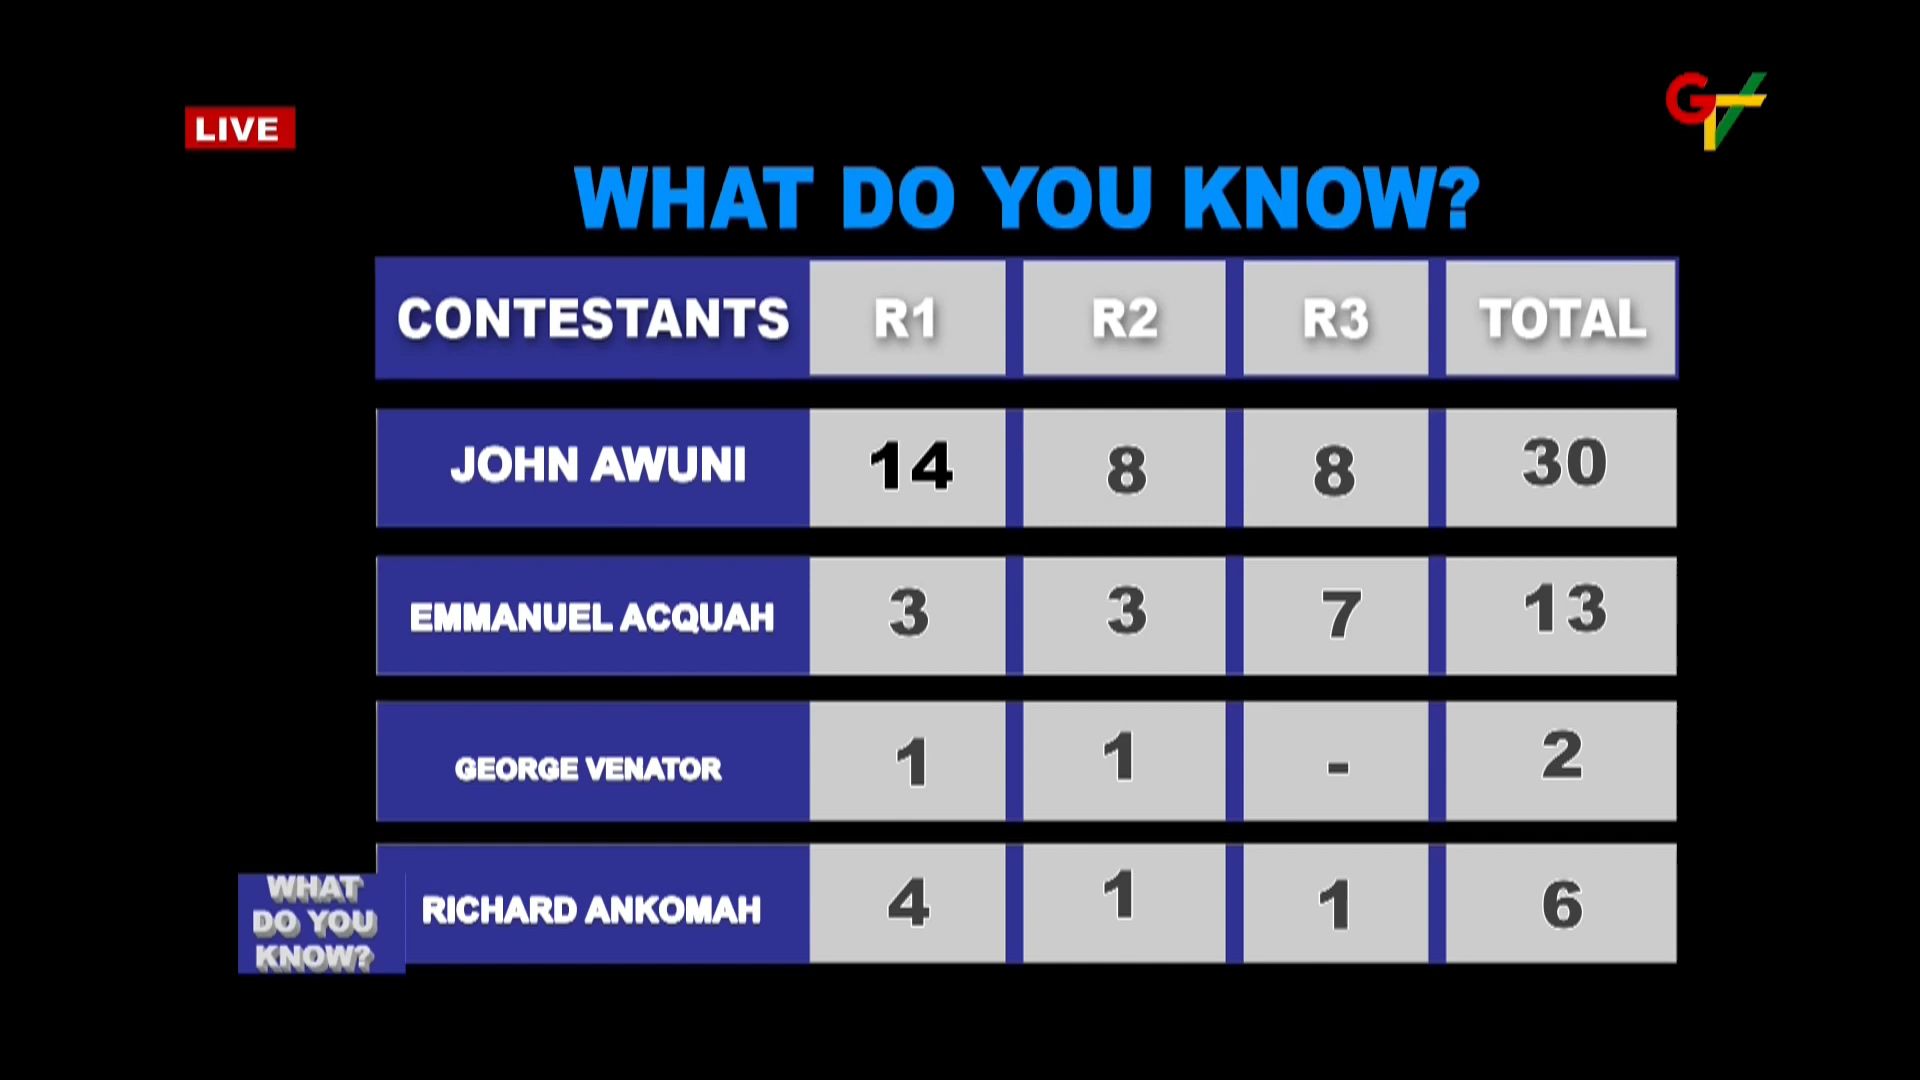 LIVE
GTV
WHAT DO YOU KNOW?
CONTESTANTS R1 R2 R3 TOTAL
JOHN AWUNI 14 8 8 30
EMMANUEL ACQUAH 3 3 7 13
GEORGE VENATOR 1 1 - 2
RICHARD ANKOMAH 4 1 1 6
WHAT
DO YOU
KNOW?